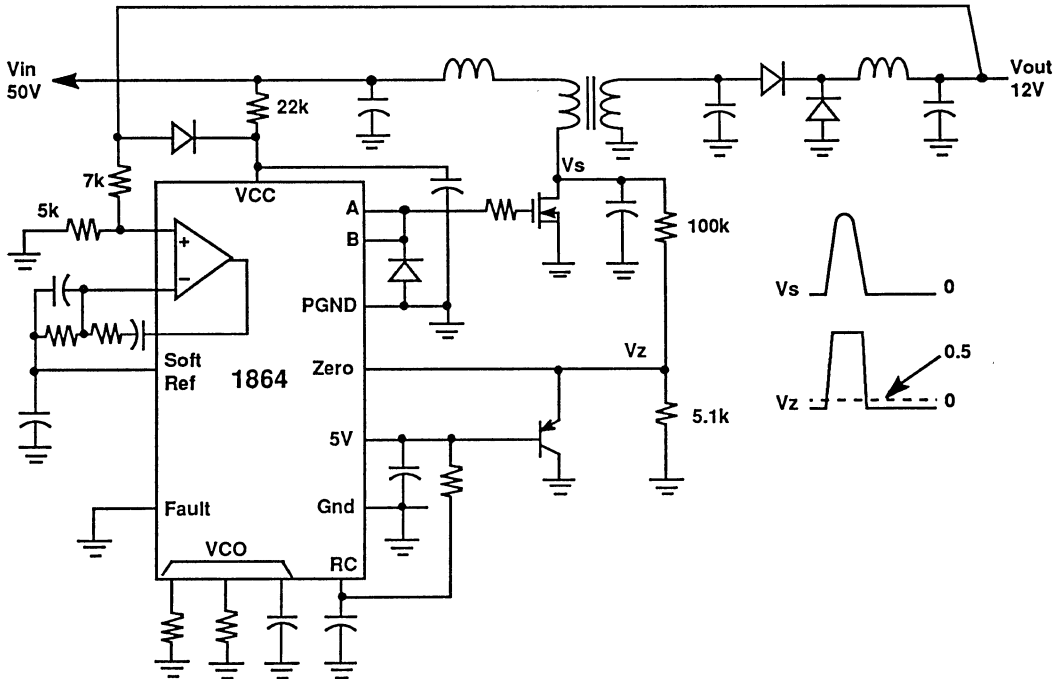 Vin
50V
22k
Vout
12V
7k
5k
VCC
Vs
A
B
100k
+
–
PGND
Vs
0
Soft
Ref
1864
Zero
Vz
0.5
Vz
0
5V
5.1k
Fault
Gnd
VCO
RC